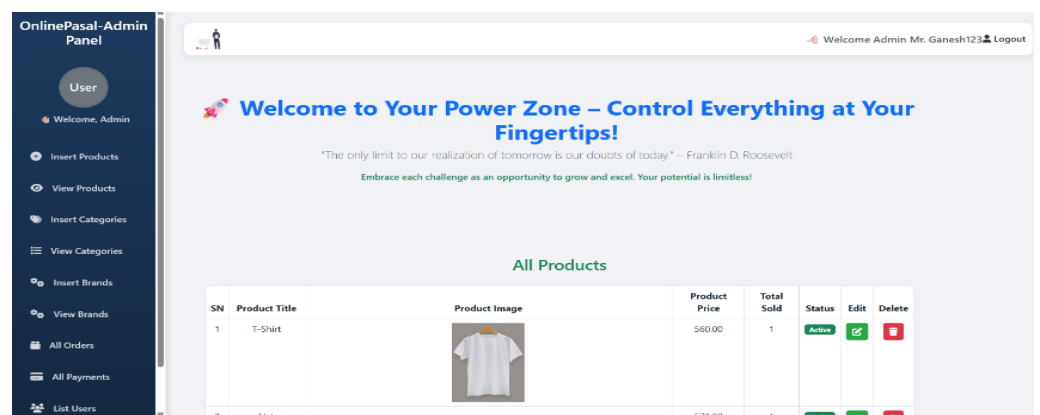 OnlinePasal-Admin
Panel
User
Welcome, Admin
Insert Products
View Products
Insert Categories
View Categories
Insert Brands
View Brands
All Orders
All Payments
List Users
Welcome Admin Mr. Ganesh123 Logout
Welcome to Your Power Zone – Control Everything at Your
Fingertips!
"The only limit to our realization of tomorrow is our doubts of today." – Franklin D. Roosevelt
Embrace each challenge as an opportunity to grow and excel. Your potential is limitless!
All Products
SN Product Title Product Image Product Price Total Sold Status Edit Delete
1 T-Shirt 560.00 1 Active